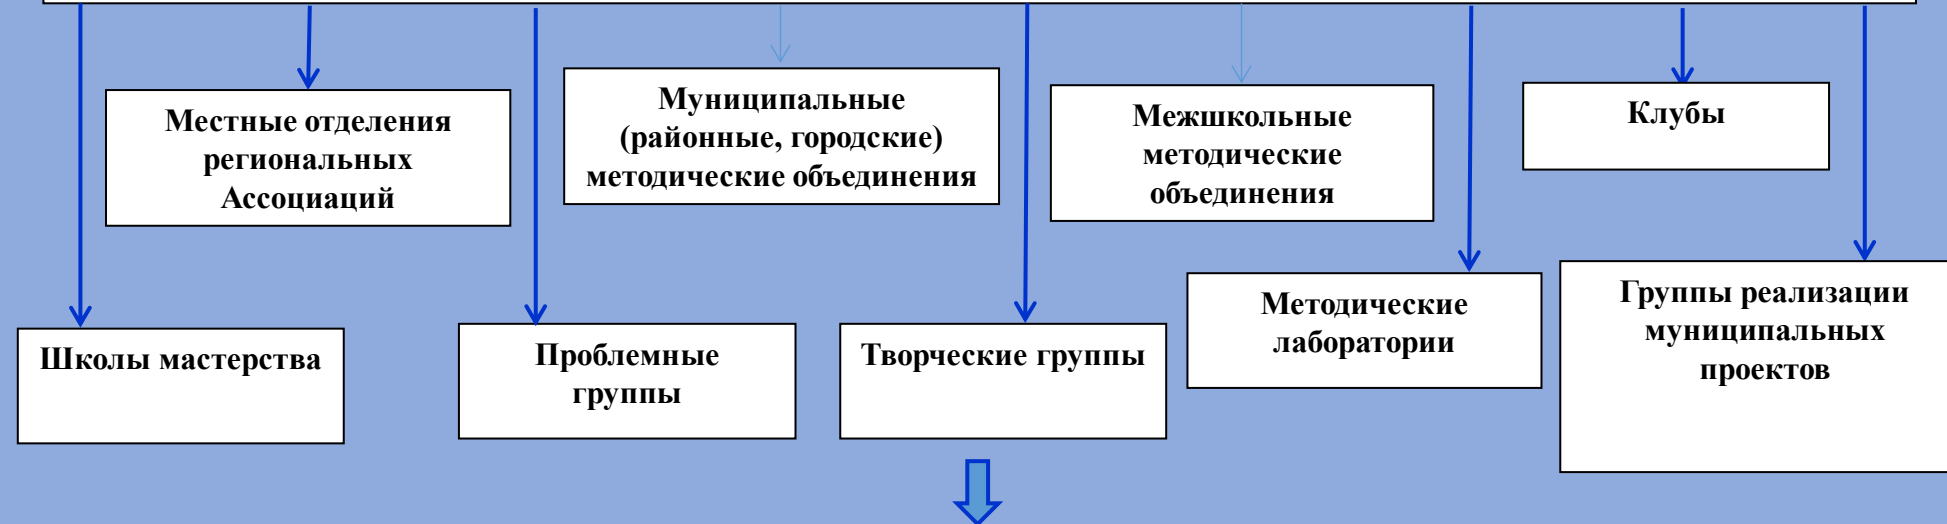 Местные отделения
региональных
Ассоциаций
Муниципальные
(районные, городские)
методические объединения
Межшкольные
методические
объединения
Клубы
Школы мастерства
Проблемные
группы
Творческие группы
Методические
лаборатории
Группы реализации
муниципальных
проектов